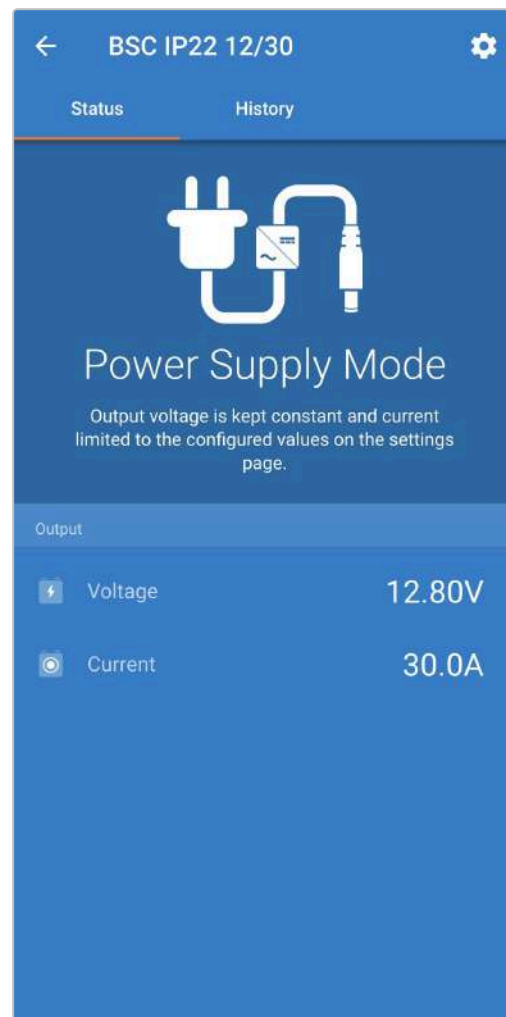 BSC IP22 12/30
Status History
Power Supply Mode
Output voltage is kept constant and current
limited to the configured values on the settings
page.
Output
Voltage 12.80V
Current 30.0A